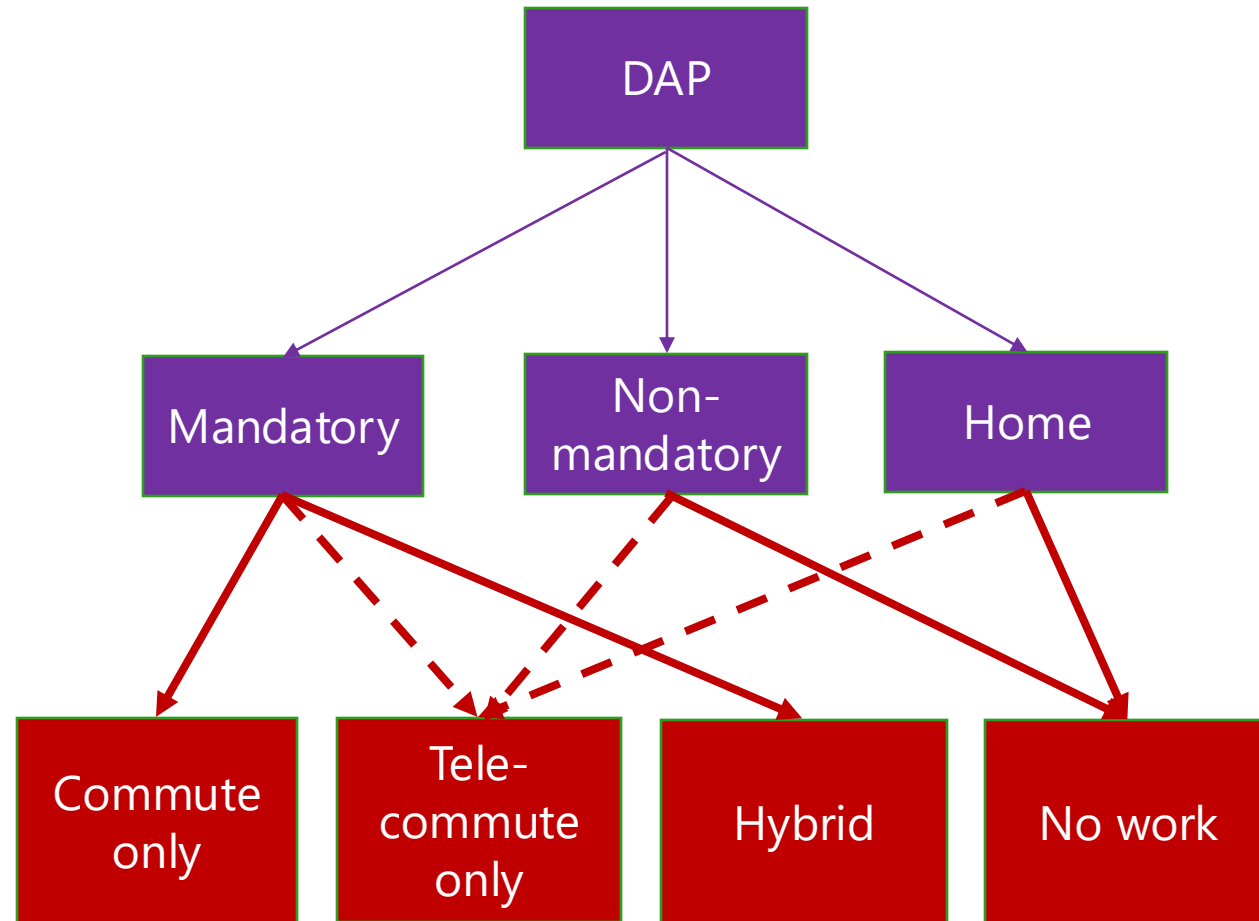 DAP
Mandatory
Non-
mandatory
Home
Commute
only
Tele-
commute
only
Hybrid
No work